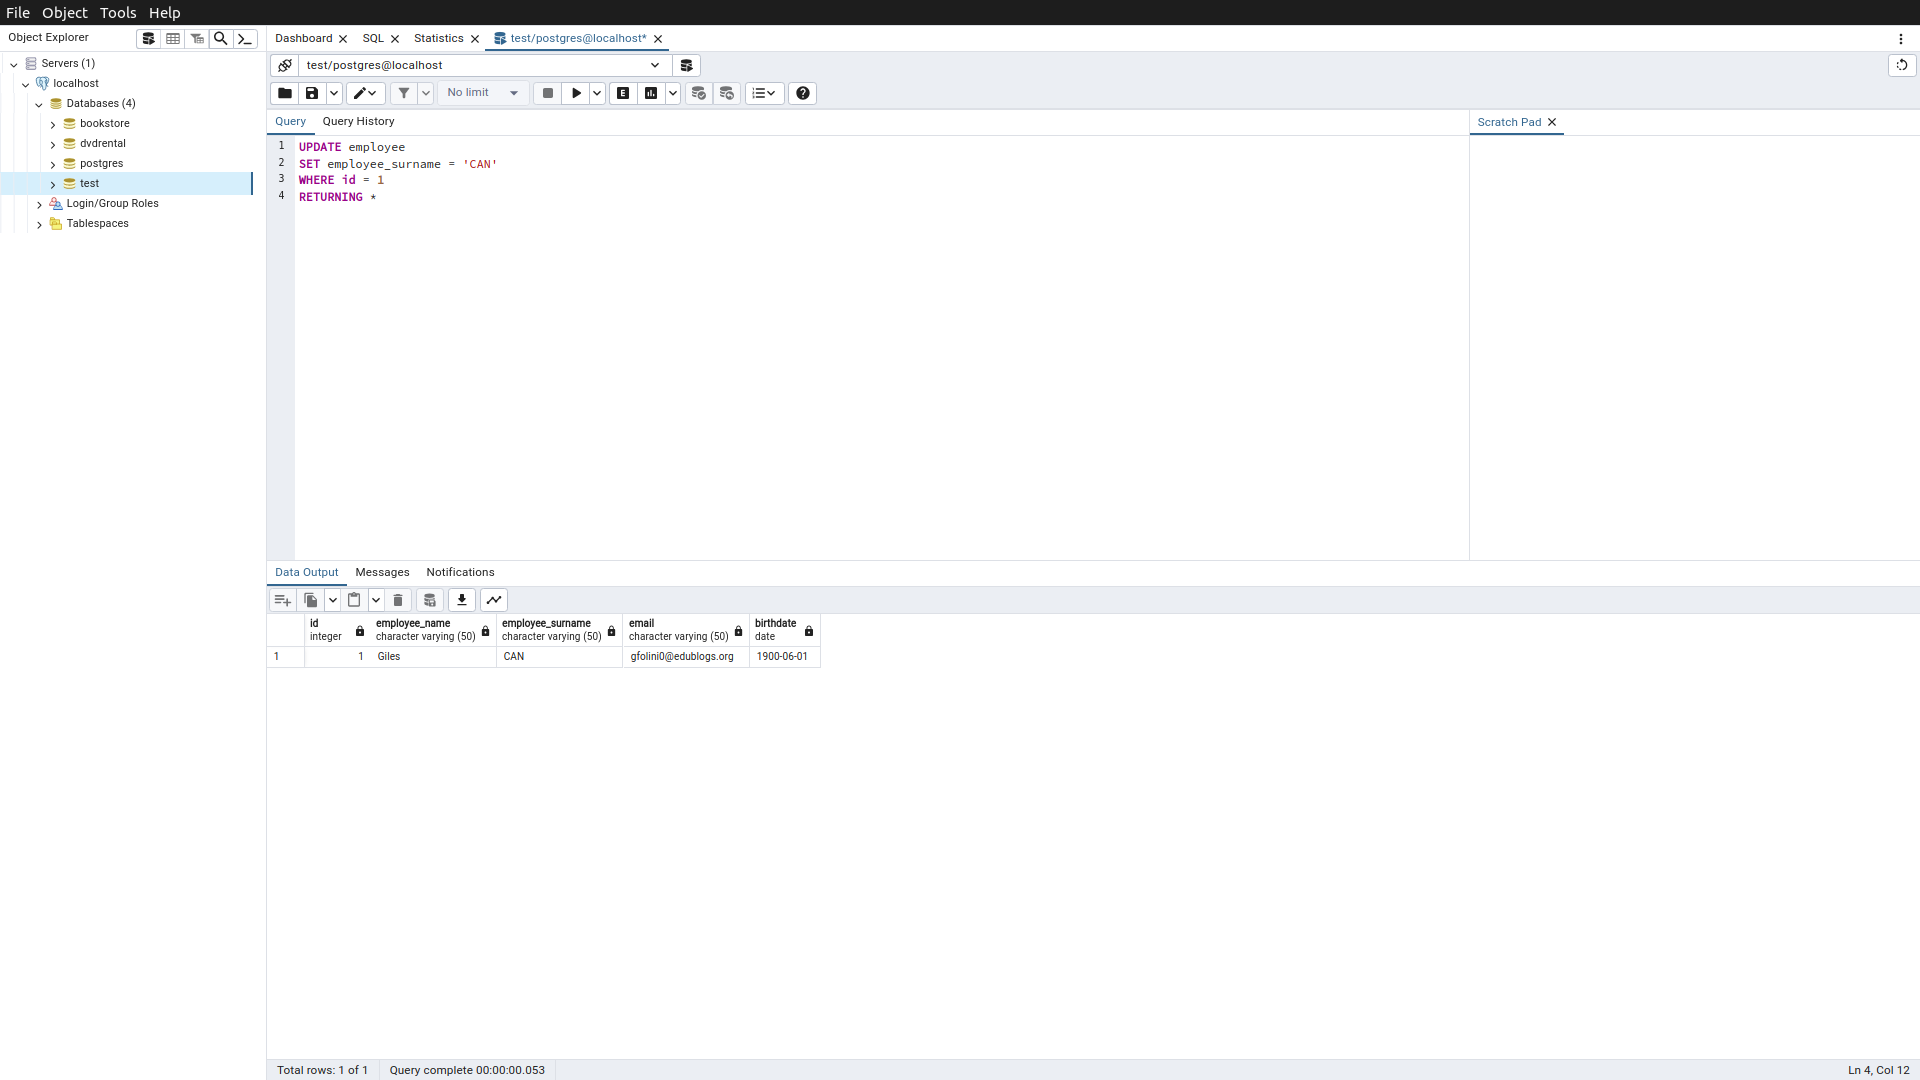 File Object Tools Help
Object Explorer
Dashboard SQL Statistics test/postgres@localhost*
Servers (1)
localhost
Databases (4)
bookstore
dvdrental
postgres
test
Login/Group Roles
Tablespaces
test/postgres@localhost
No limit
E
Query Query History
Scratch Pad
1 UPDATE employee
2 SET employee_surname = 'CAN'
3 WHERE id = 1
4 RETURNING *
Data Output Messages Notifications
id employee_name employee_surname email birthdate
integer character varying (50) character varying (50) character varying (50) date
1 1 Giles CAN gfolini0@edublogs.org 1900-06-01
Total rows: 1 of 1 Query complete 00:00:00.053 Ln 4, Col 12